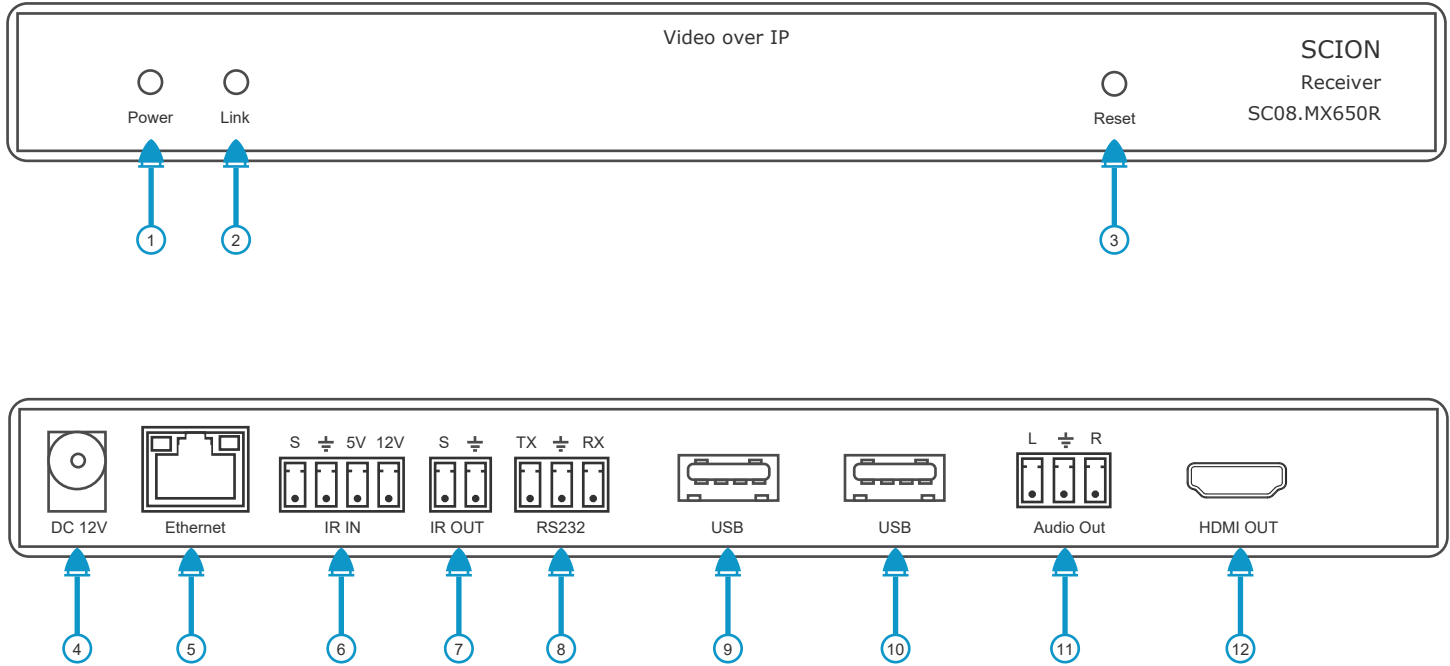 Video over IP
SCION
Receiver
SC08.MX650R
Power
Link
Reset
1
2
3
S 5V 12V
S
TX RX
L R
DC 12V
Ethernet
IR IN
IR OUT
RS232
USB
USB
Audio Out
HDMI OUT
4
5
6
7
8
9
10
11
12